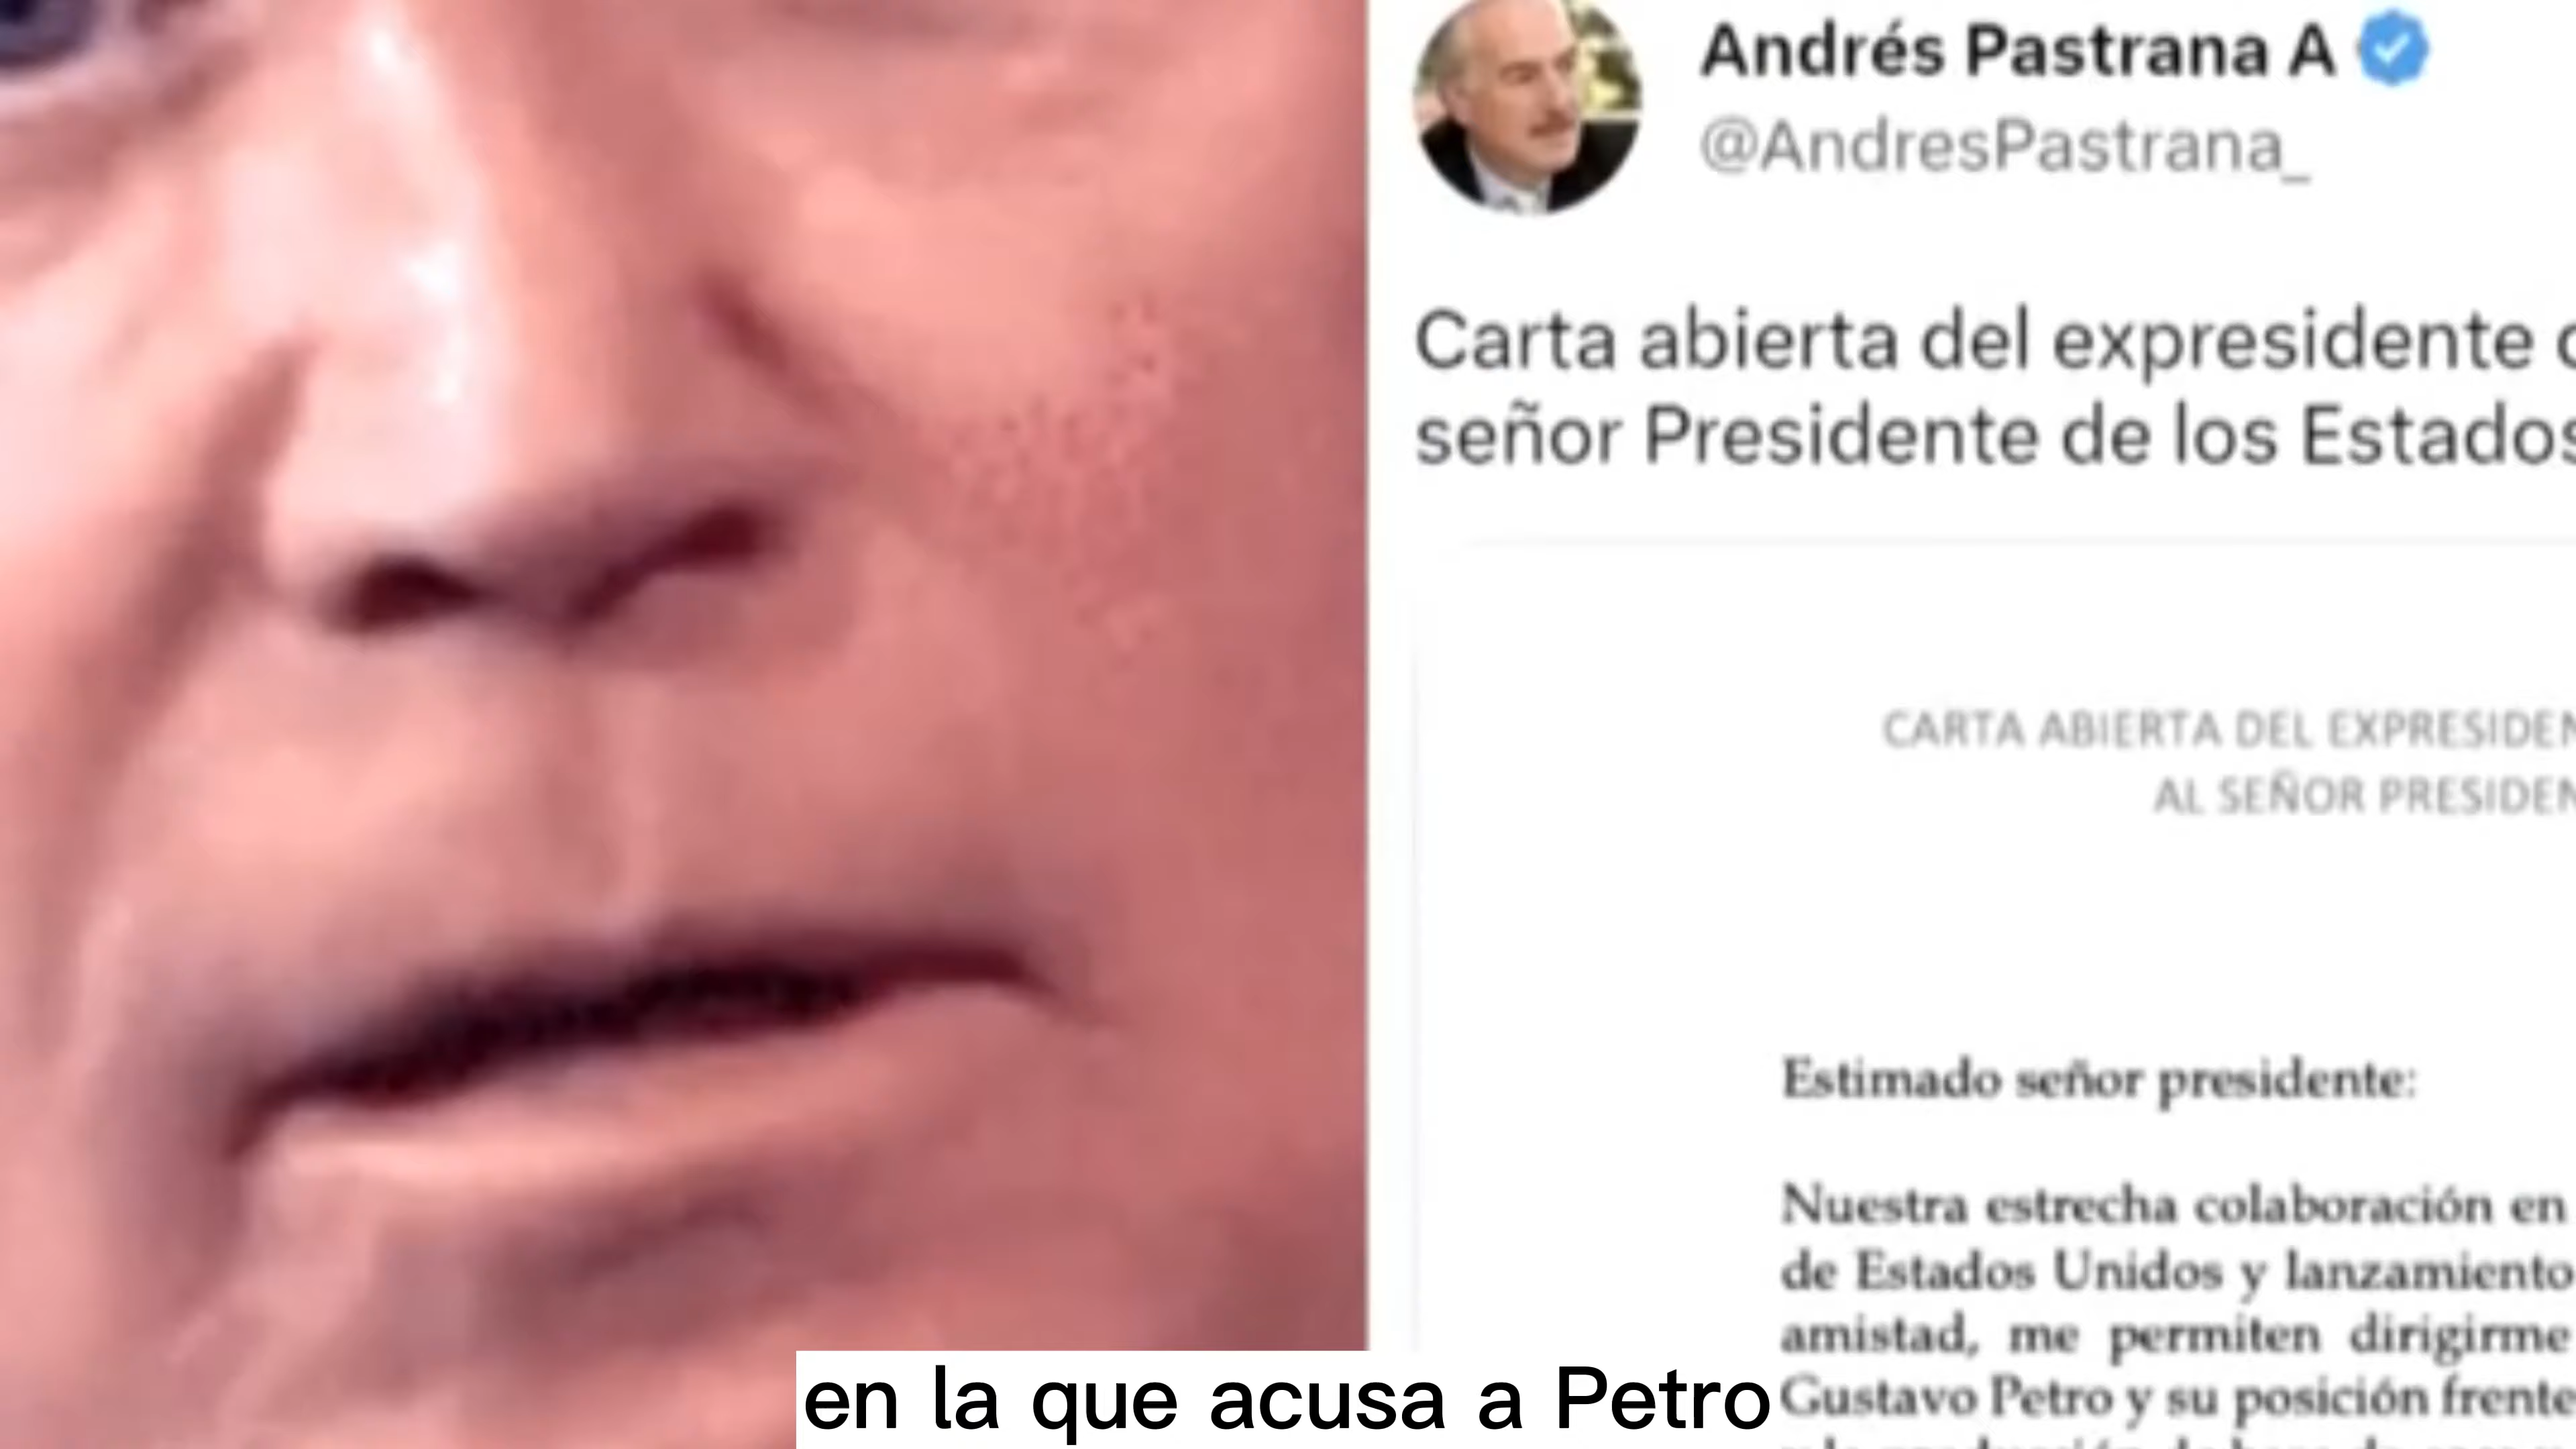 Andrés Pastrana A
@AndresPastrana_
Carta abierta del expresidente
señor Presidente de los Estados
CARTA ABIERTA DEL EXPRESIDEN
AL SEÑOR PRESIDEN
Estimado señor presidente:
Nuestra estrecha colaboración en
de Estados Unidos y lanzamiento
amistad, me permiten dirigirme
Gustavo Petro y su posición frente
en la que acusa a Petro